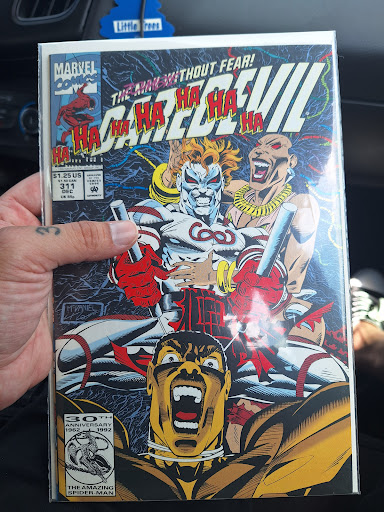 Little Trees
MARVEL
COMICS
THE MAN WITHOUT FEAR!
DAREDEVIL
HA HA HA HA HA HA HA
$1.25 US
311
DEC
30TH
ANNIVERSARY
1962 1992
THE AMAZING
SPIDER-MAN